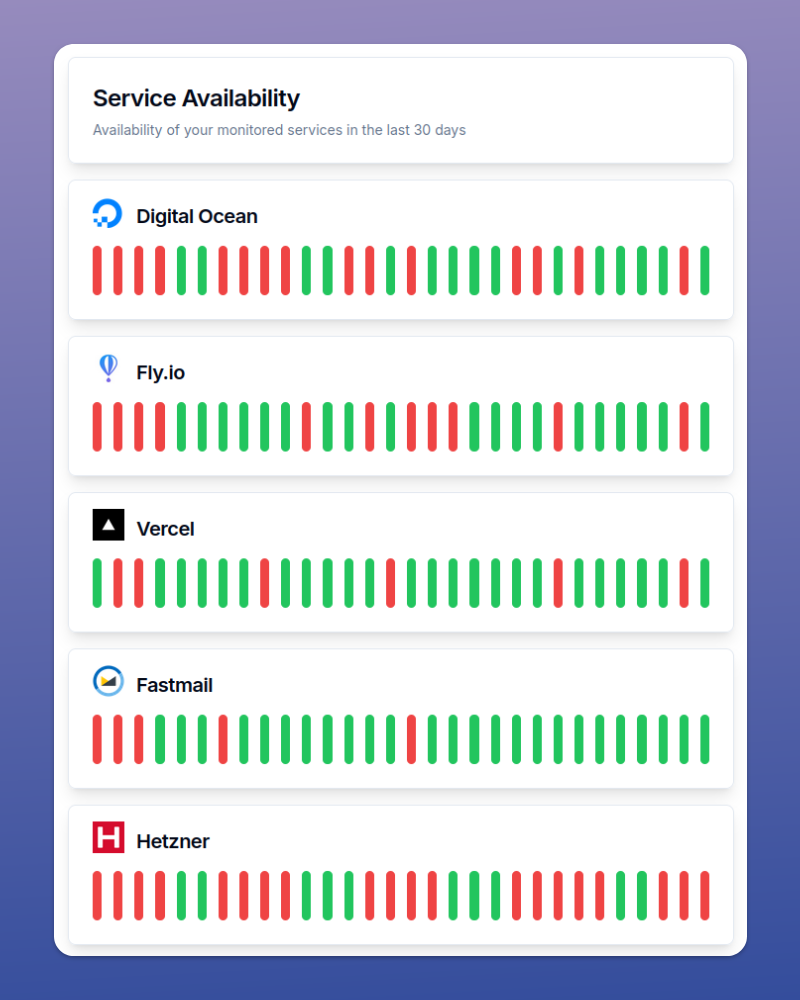 Service Availability
Availability of your monitored services in the last 30 days
Digital Ocean
Fly.io
Vercel
Fastmail
H
Hetzner